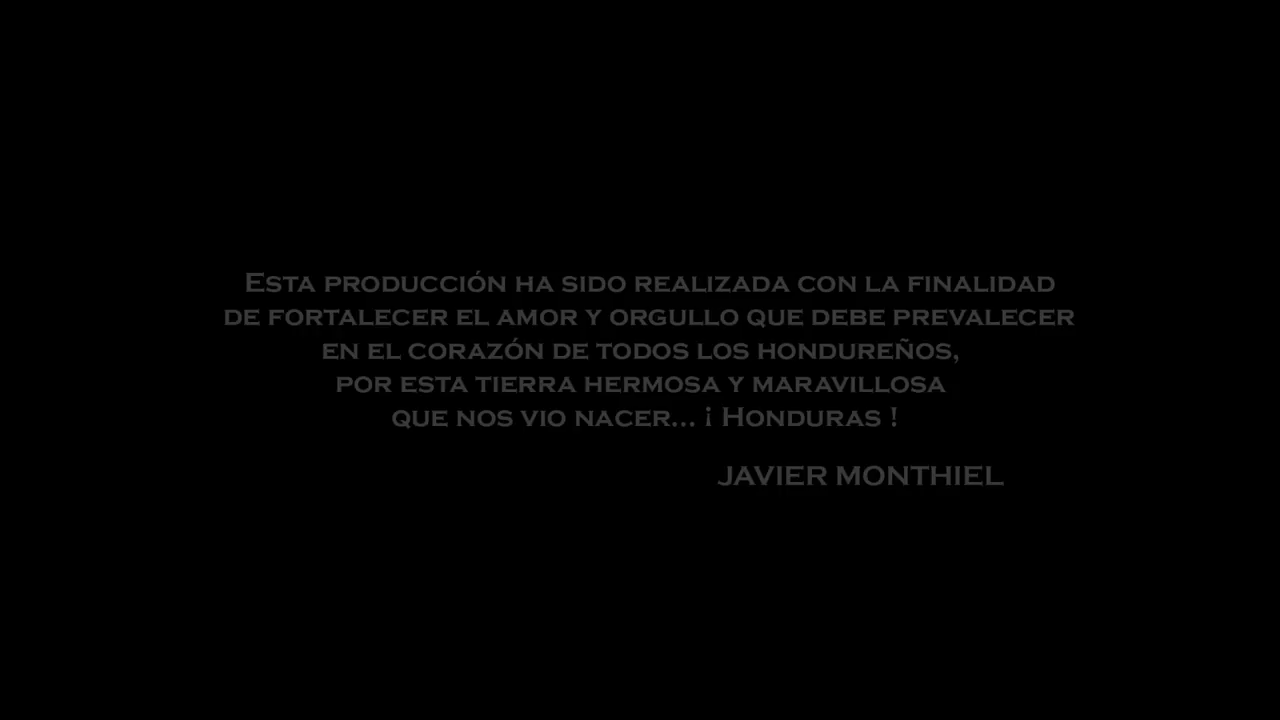 Esta producción ha sido realizada con la finalidad
de fortalecer el amor y orgullo que debe prevalecer
en el corazón de todos los hondureños,
por esta tierra hermosa y maravillosa
que nos vio nacer... ¡ Honduras !
JAVIER MONTHIEL